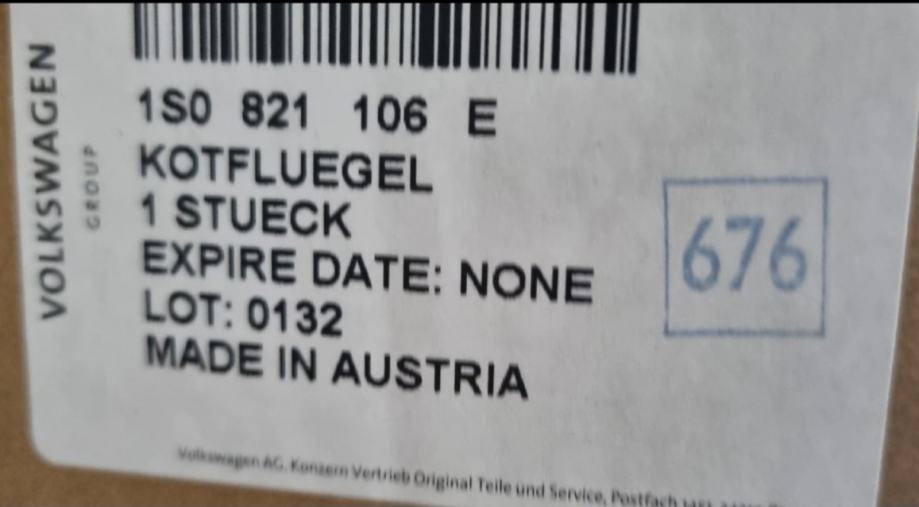 VOLKSWAGEN
GROUP
1S0 821 106 E
KOTFLUEGEL
1 STUECK
EXPIRE DATE: NONE
LOT: 0132
MADE IN AUSTRIA
676
Volkswagen AG. Konzern Vertrieb Original Teile und Service, Postfach